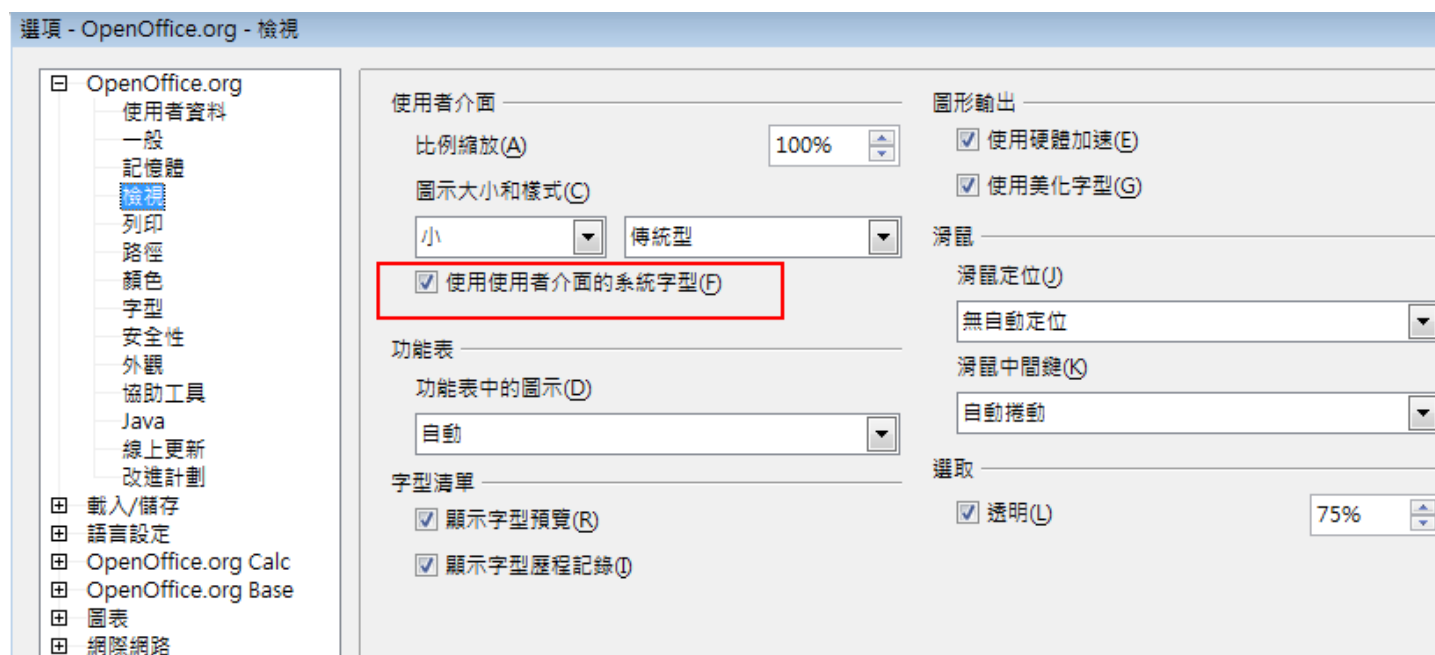 選項 - OpenOffice.org - 檢視
OpenOffice.org
使用者資料
一般
記憶體
檢視
列印
路徑
顏色
字型
安全性
外觀
協助工具
Java
線上更新
改進計劃
載入/儲存
語言設定
OpenOffice.org Calc
OpenOffice.org Base
圖表
網際網路
使用者介面
比例縮放(A)
100%
圖示大小和樣式(C)
小
傳統型
使用使用者介面的系統字型(F)
功能表
功能表中的圖示(D)
自動
字型清單
顯示字型預覽(R)
顯示字型歷程記錄(I)
圖形輸出
使用硬體加速(E)
使用美化字型(G)
滑鼠
滑鼠定位(J)
無自動定位
滑鼠中間鍵(K)
自動捲動
選取
透明(L)
75%